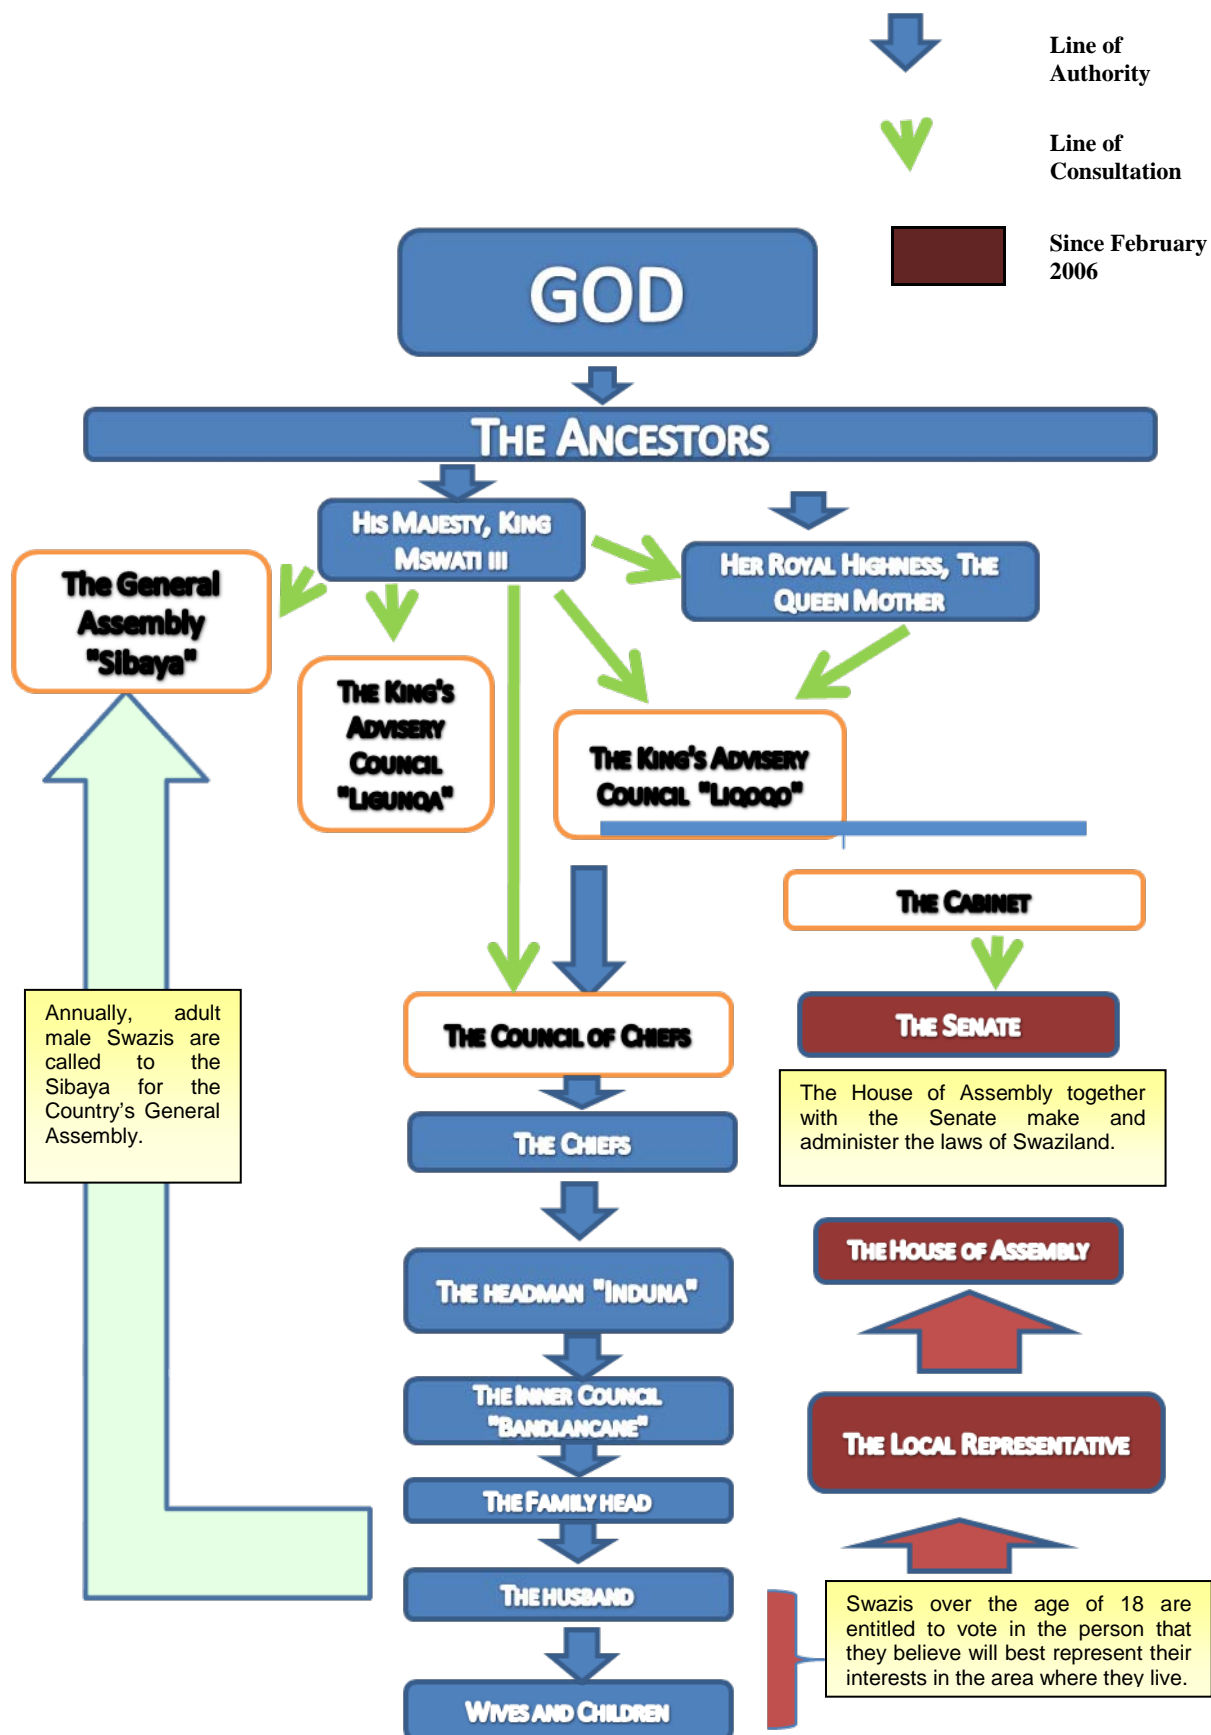 Line of
Authority
Line of
Consultation
Since February
2006
GOD
THE ANCESTORS
HIS MAJESTY, KING
MSWATI III
HER ROYAL HIGHNESS, THE
QUEEN MOTHER
The General
Assembly
"Sibaya"
THE KING'S
ADVISERY
COUNCIL
"LIGUNQA"
THE KING'S ADVISERY
COUNCIL "LIQOQO"
THE CABINET
THE COUNCIL OF CHIEFS
THE SENATE
Annually, adult
male Swazis are
called to the
Sibaya for the
Country’s General
Assembly.
The House of Assembly together
with the Senate make and
administer the laws of Swaziland.
THE CHIEFS
THE HOUSE OF ASSEMBLY
THE HEADMAN "INDUNA"
THE INNER COUNCIL
"BANDLANCANE"
THE LOCAL REPRESENTATIVE
THE FAMILY HEAD
THE HUSBAND
Swazis over the age of 18 are
entitled to vote in the person that
they believe will best represent their
interests in the area where they live.
WIVES AND CHILDREN